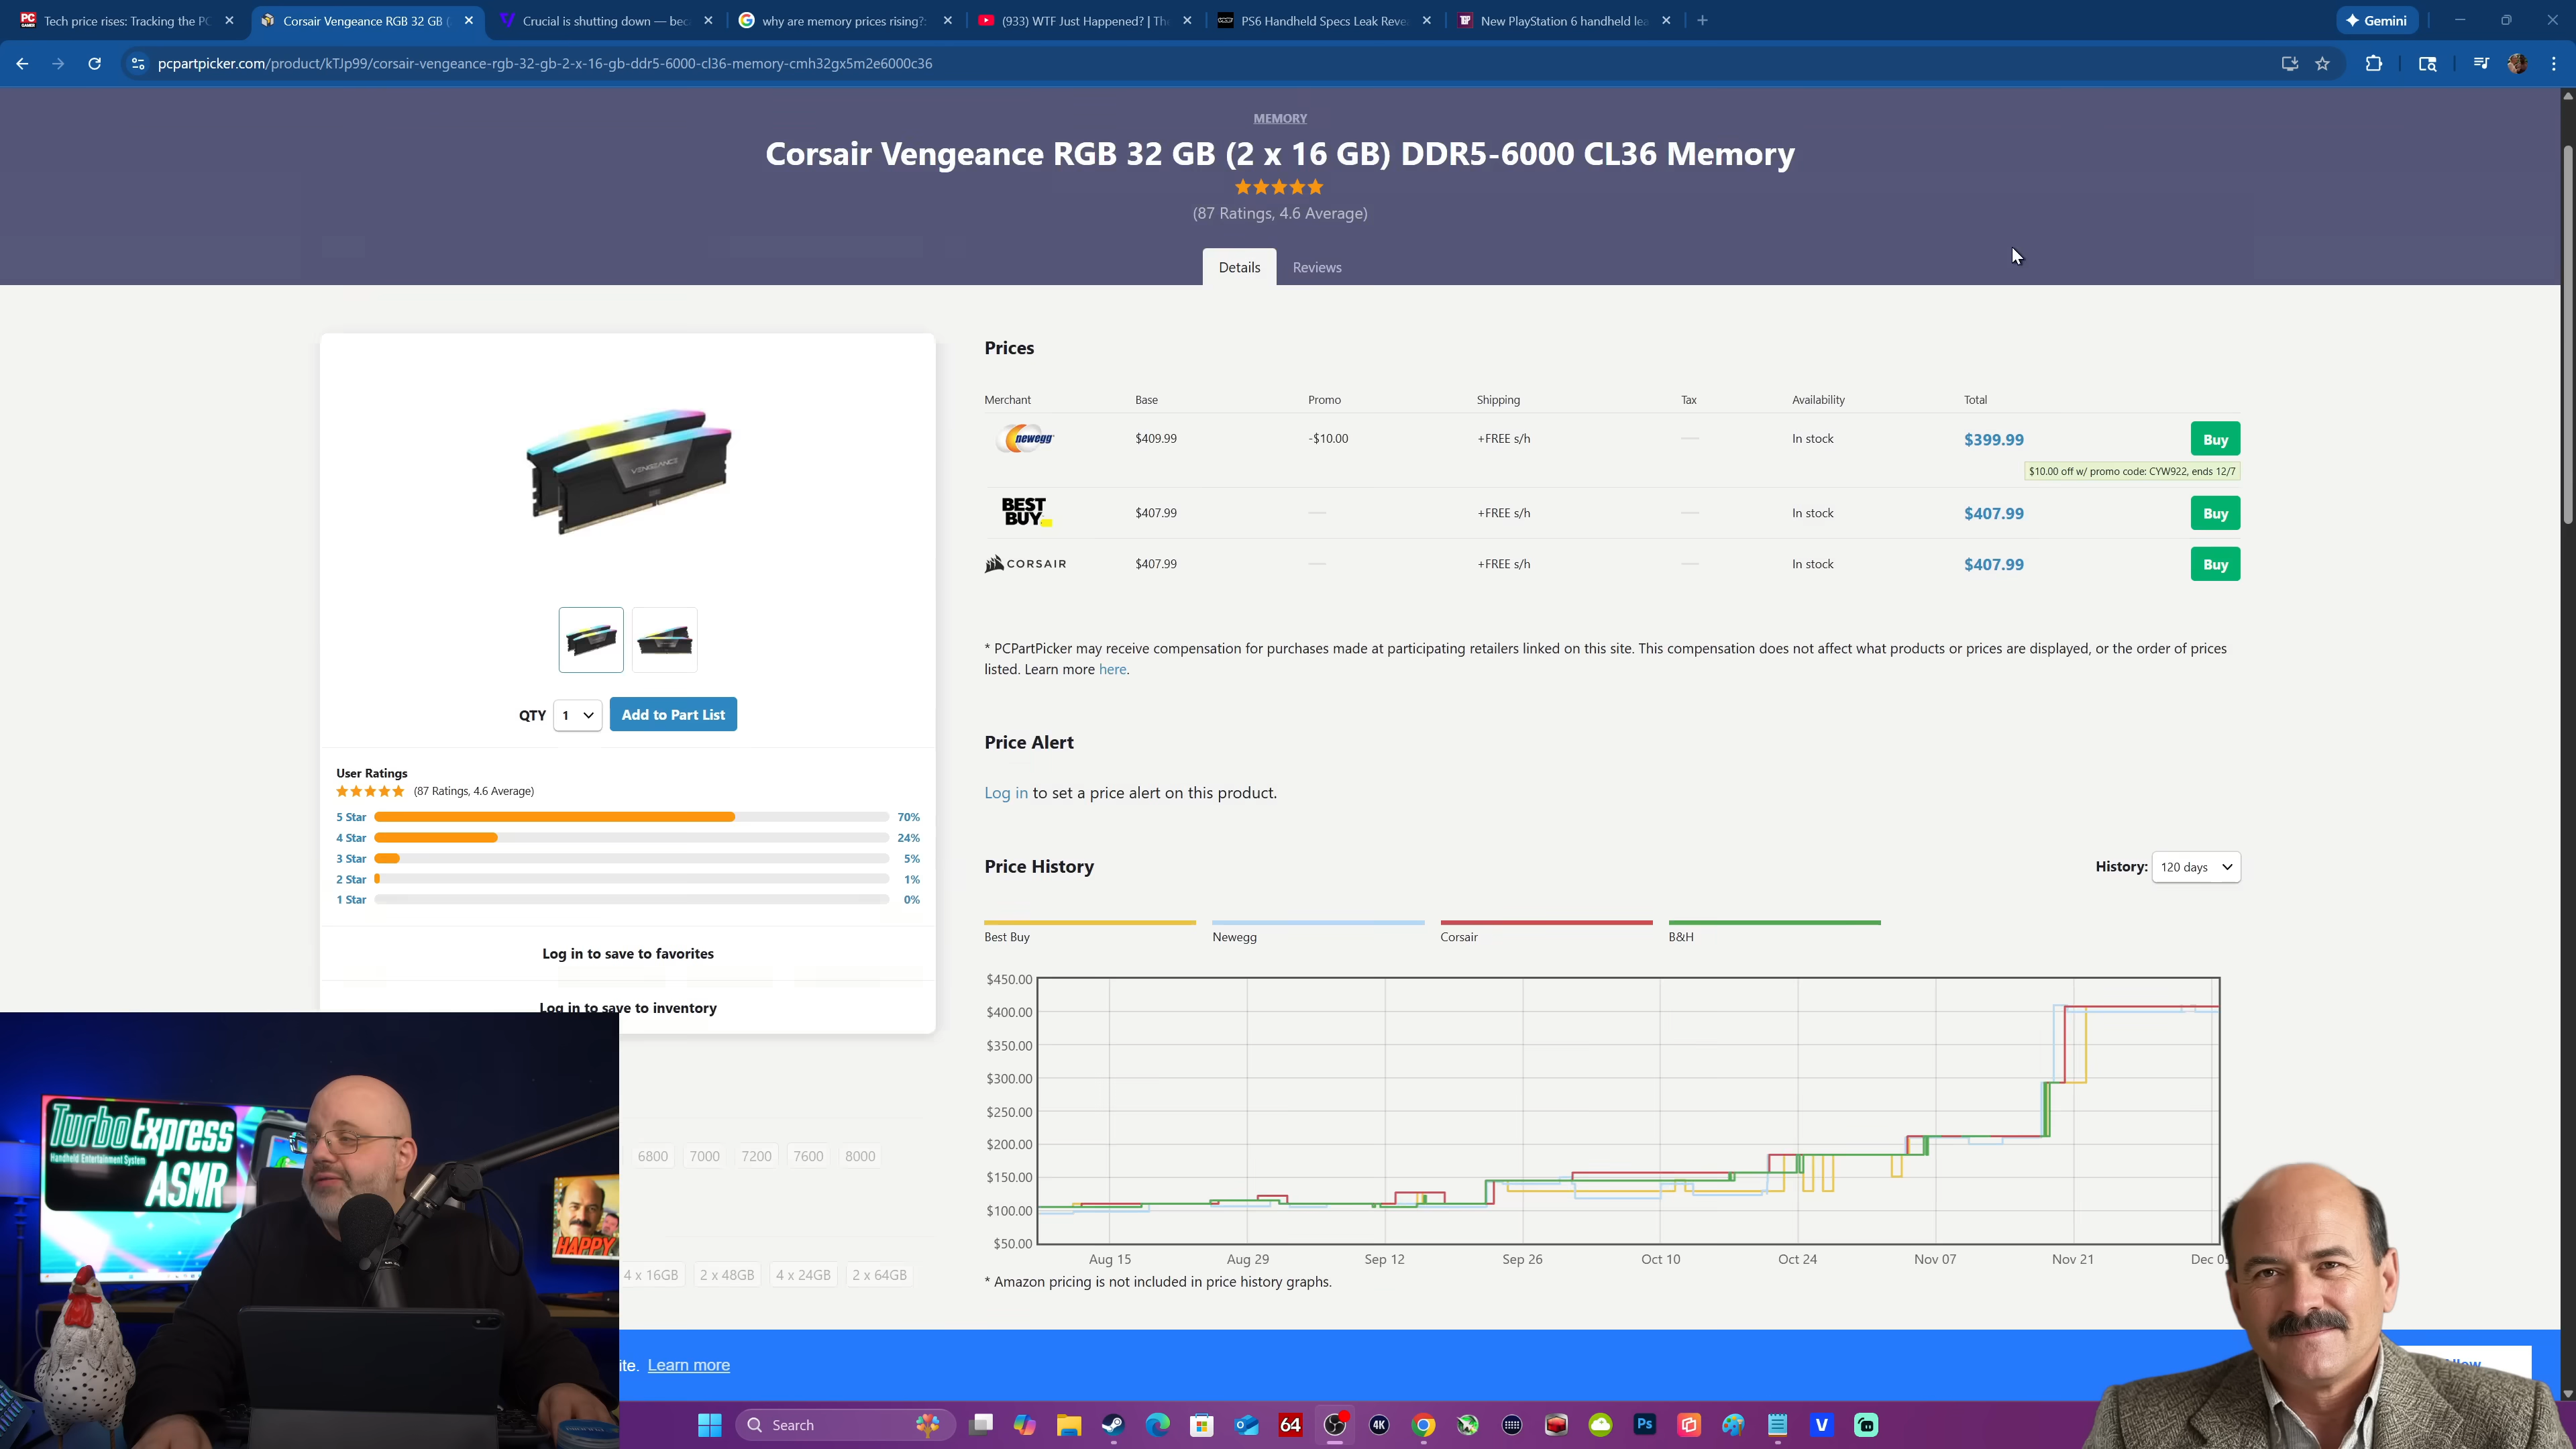 Tech price rises: Tracking the PC
Corsair Vengeance RGB 32 GB (
Crucial is shutting down — bec
why are memory prices rising?:
(933) WTF Just Happened? | The
PS6 Handheld Specs Leak Reve
New PlayStation 6 handheld lea
Gemini
pcpartpicker.com/product/kTJp99/corsair-vengeance-rgb-32-gb-2-x-16-gb-ddr5-6000-cl36-memory-cmh32gx5m2e6000c36
MEMORY
Corsair Vengeance RGB 32 GB (2 x 16 GB) DDR5-6000 CL36 Memory
(87 Ratings, 4.6 Average)
Details Reviews
VENGEANCE
QTY 1 Add to Part List
User Ratings
(87 Ratings, 4.6 Average)
5 Star 70%
4 Star 24%
3 Star 5%
2 Star 1%
1 Star 0%
Log in to save to favorites
Log in to save to inventory
Prices
Merchant Base Promo Shipping Tax Availability Total
newegg $409.99 -$10.00 +FREE s/h In stock $399.99 Buy
$10.00 off w/ promo code: CYW922, ends 12/7
BEST BUY $407.99 +FREE s/h In stock $407.99 Buy
CORSAIR $407.99 +FREE s/h In stock $407.99 Buy
* PCPartPicker may receive compensation for purchases made at participating retailers linked on this site. This compensation does not affect what products or prices are displayed, or the order of prices
listed. Learn more here.
Price Alert
Log in to set a price alert on this product.
Price History
History: 120 days
Best Buy Newegg Corsair B&H
$450.00
$400.00
$350.00
$300.00
$250.00
$200.00
$150.00
$100.00
$50.00
Aug 15 Aug 29 Sep 12 Sep 26 Oct 10 Oct 24 Nov 07 Nov 21 Dec
* Amazon pricing is not included in price history graphs.
6800 7000 7200 7600 8000
4 x 16GB 2 x 48GB 4 x 24GB 2 x 64GB
TurboExpress
Handheld Entertainment System
ASMR
HAPPY
ite. Learn more
Search
64
4K
Ps
V